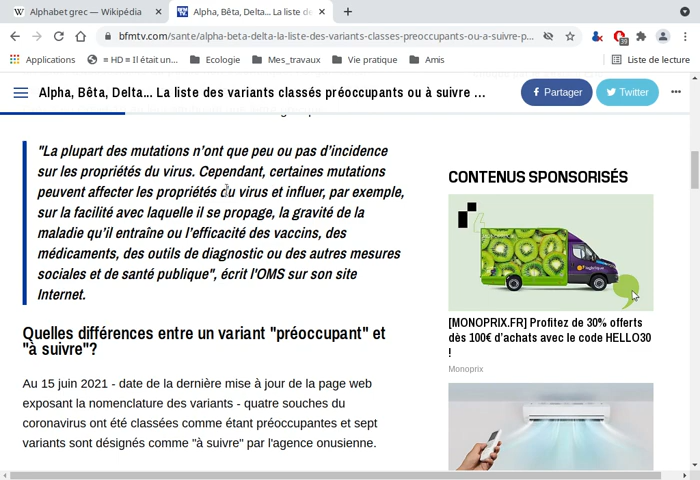 Alphabet grec — Wikipédia
Alpha, Bêta, Delta... La liste de
bfmtv.com/sante/alpha-beta-delta-la-liste-des-variants-classes-preoccupants-ou-a-suivre-p...
Applications
= HD = Il était un...
Ecologie
Mes_travaux
Vie pratique
Amis
Liste de lecture
Alpha, Bêta, Delta... La liste des variants classés préoccupants ou à suivre ...
Partager
Twitter
"La plupart des mutations n'ont que peu ou pas d'incidence
sur les propriétés du virus. Cependant, certaines mutations
peuvent affecter les propriétés du virus et influer, par exemple,
sur la facilité avec laquelle il se propage, la gravité de la
maladie qu'il entraîne ou l'efficacité des vaccins, des
médicaments, des outils de diagnostic ou des autres mesures
sociales et de santé publique", écrit l'OMS sur son site
Internet.
Quelles différences entre un variant "préoccupant" et
"à suivre"?
Au 15 juin 2021 - date de la dernière mise à jour de la page web
exposant la nomenclature des variants - quatre souches du
coronavirus ont été classées comme étant préoccupantes et sept
variants sont désignés comme "à suivre" par l'agence onusienne.
CONTENUS SPONSORISÉS
[MONOPRIX.FR] Profitez de 30% offerts
dès 100€ d'achats avec le code HELLO30
!
Monoprix